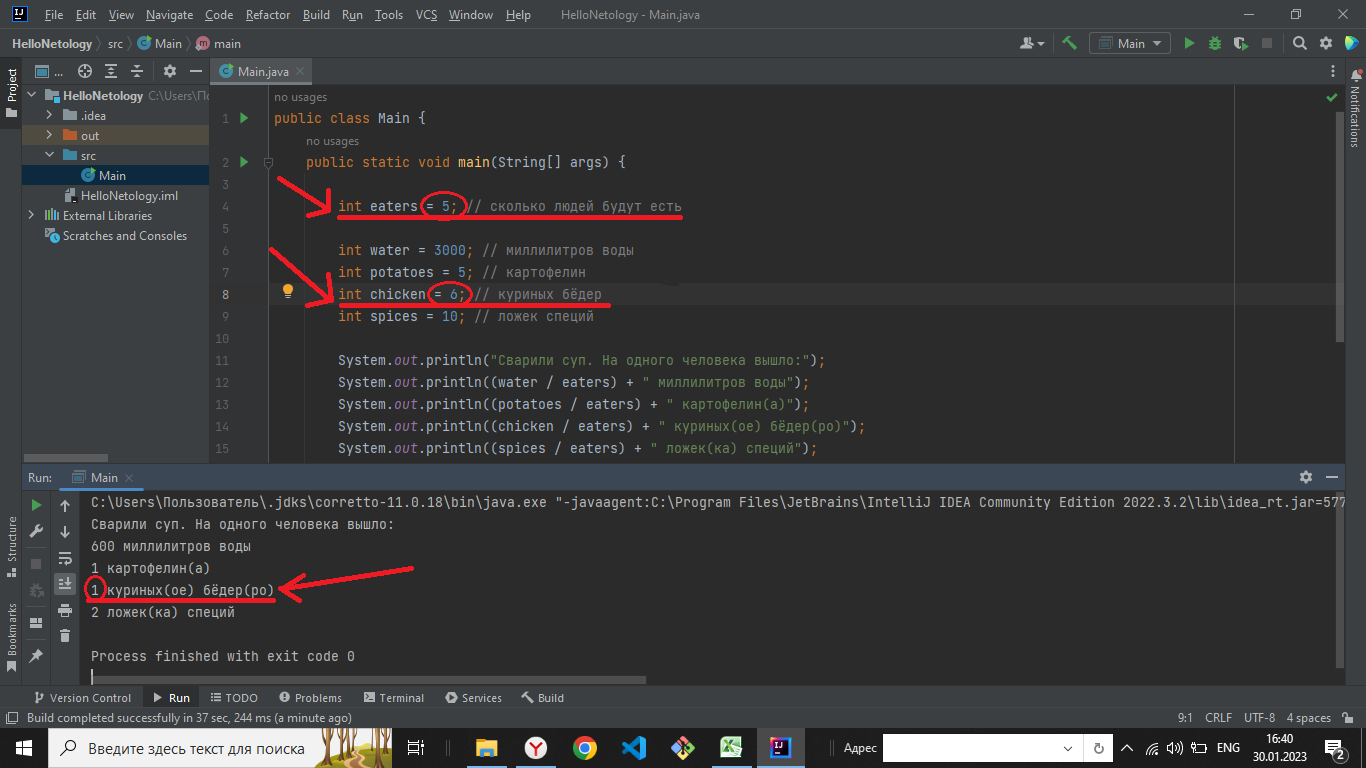 File Edit View Navigate Code Refactor Build Run Tools VCS Window Help HelloNetology - Main.java
HelloNetology src Main main
Main
Project
...
Main.java
Notifications
HelloNetology C:\Users\По
.idea
out
src
Main
HelloNetology.iml
External Libraries
Scratches and Consoles
no usages
1 public class Main {
no usages
2 public static void main(String[] args) {
3
4 int eaters = 5; // сколько людей будут есть
5
6 int water = 3000; // миллилитров воды
7 int potatoes = 5; // картофелин
8 int chicken = 6; // куриных бёдер
9 int spices = 10; // ложек специй
10
11 System.out.println("Сварили суп. На одного человека вышло:");
12 System.out.println((water / eaters) + " миллилитров воды");
13 System.out.println((potatoes / eaters) + " картофелин(а)");
14 System.out.println((chicken / eaters) + " куриных(ое) бёдер(ро)");
15 System.out.println((spices / eaters) + " ложек(ка) специй");
Run: Main
Structure
Bookmarks
C:\Users\Пользователь\.jdks\corretto-11.0.18\bin\java.exe "-javaagent:C:\Program Files\JetBrains\IntelliJ IDEA Community Edition 2022.3.2\lib\idea_rt.jar=577
Сварили суп. На одного человека вышло:
600 миллилитров воды
1 картофелин(а)
1 куриных(ое) бёдер(ро)
2 ложек(ка) специй
Process finished with exit code 0
Version Control Run TODO Problems Terminal Services Build
Build completed successfully in 37 sec, 244 ms (a minute ago) 9:1 CRLF UTF-8 4 spaces
Введите здесь текст для поиска
Адрес
ENG
16:40
30.01.2023
2